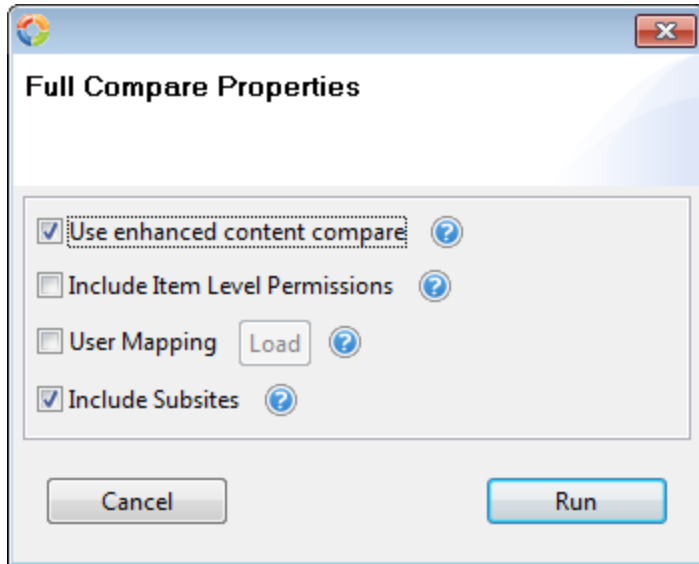 Full Compare Properties
Use enhanced content compare ?
Include Item Level Permissions ?
User Mapping Load ?
Include Subsites ?
Cancel Run